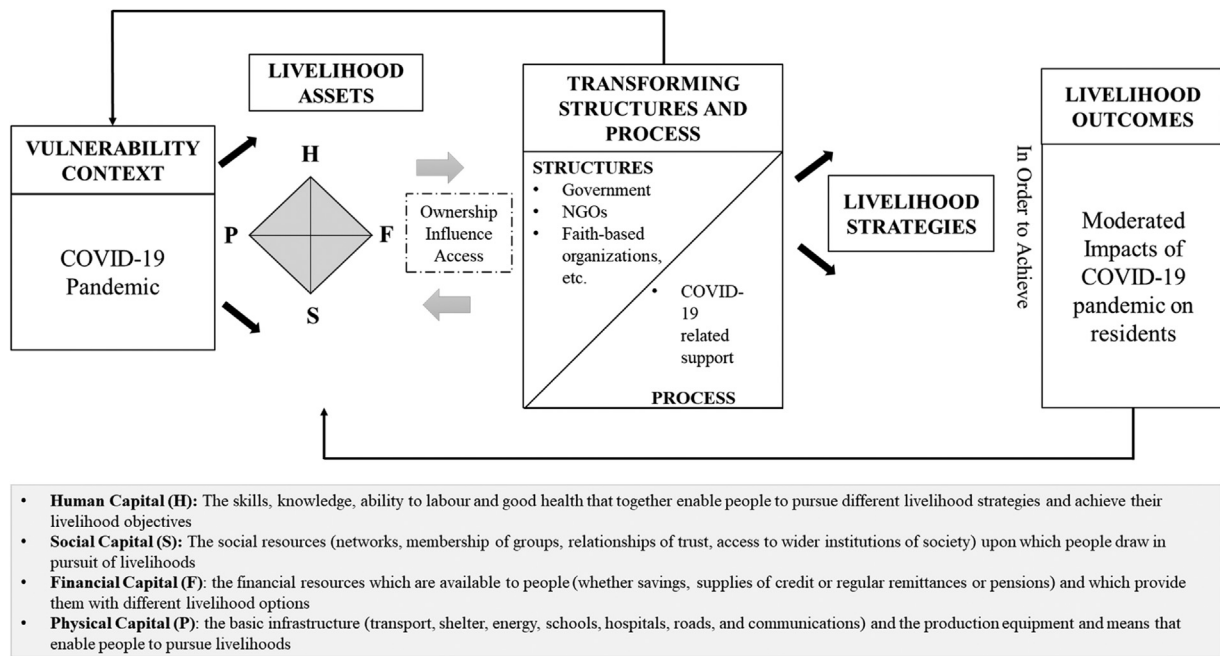 LIVELIHOOD
ASSETS
VULNERABILITY
CONTEXT
COVID-19
Pandemic
H
P
F
S
Ownership
Influence
Access
TRANSFORMING
STRUCTURES AND
PROCESS
STRUCTURES
• Government
• NGOs
• Faith-based
organizations,
etc.
• COVID-
19
related
support
PROCESS
LIVELIHOOD
STRATEGIES
In Order to Achieve
LIVELIHOOD
OUTCOMES
Moderated
Impacts of
COVID-19
pandemic on
residents
• Human Capital (H): The skills, knowledge, ability to labour and good health that together enable people to pursue different livelihood strategies and achieve their
livelihood objectives
• Social Capital (S): The social resources (networks, membership of groups, relationships of trust, access to wider institutions of society) upon which people draw in
pursuit of livelihoods
• Financial Capital (F): the financial resources which are available to people (whether savings, supplies of credit or regular remittances or pensions) and which provide
them with different livelihood options
• Physical Capital (P): the basic infrastructure (transport, shelter, energy, schools, hospitals, roads, and communications) and the production equipment and means that
enable people to pursue livelihoods